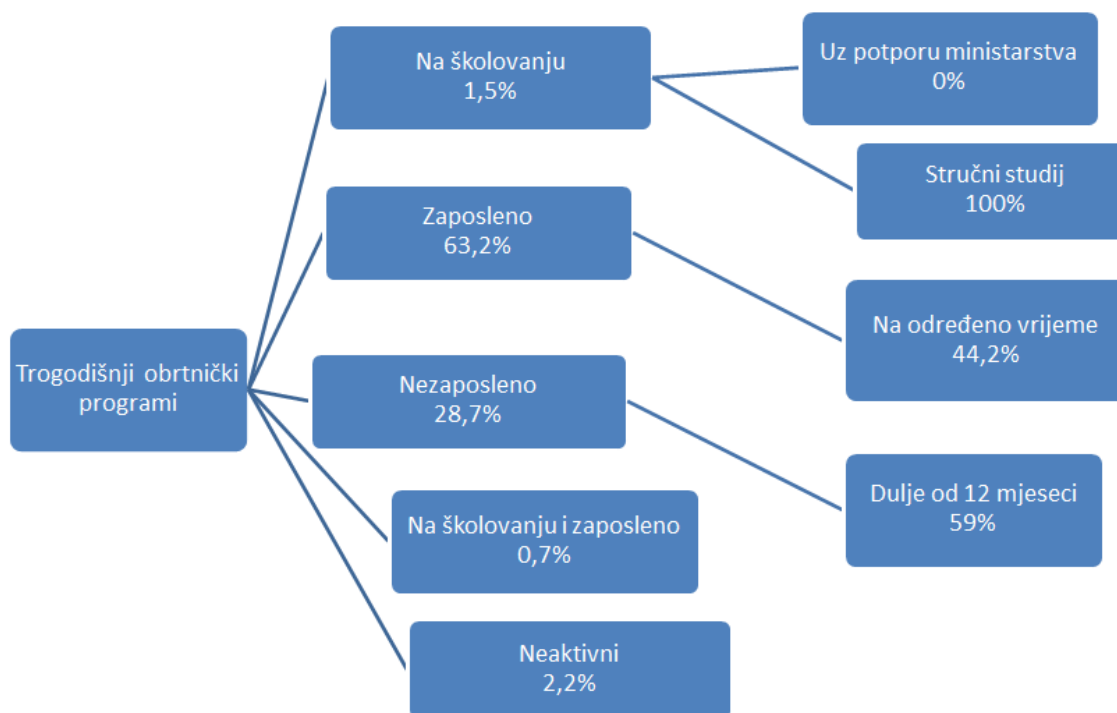 Trogodišnji obrtnički
programi
Na školovanju
1,5%
Uz potporu ministarstva
0%
Stručni studij
100%
Zaposleno
63,2%
Na određeno vrijeme
44,2%
Nezaposleno
28,7%
Dulje od 12 mjeseci
59%
Na školovanju i zaposleno
0,7%
Neaktivni
2,2%